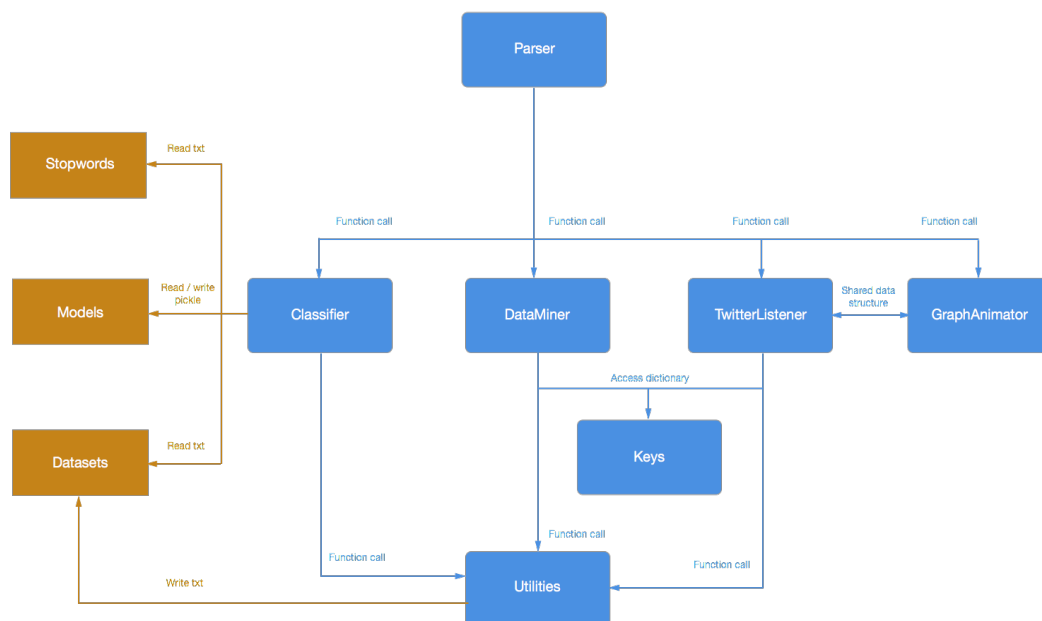 Parser
Read txt
Stopwords
Function call
Function call
Function call
Function call
Read / write
pickle
Models
Classifier
DataMiner
TwitterListener
Shared data
structure
GraphAnimator
Access dictionary
Keys
Read txt
Datasets
Function call
Function call
Function call
Write txt
Utilities